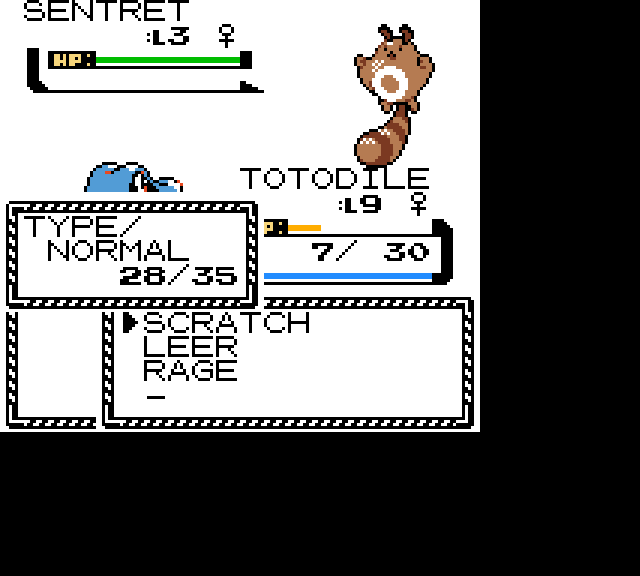 SENTRET
:L3 ♀
HP:
TOTODILE
:L9 ♀
P:
7/ 30
TYPE/
NORMAL
28/35
▶SCRATCH
LEER
RAGE
–